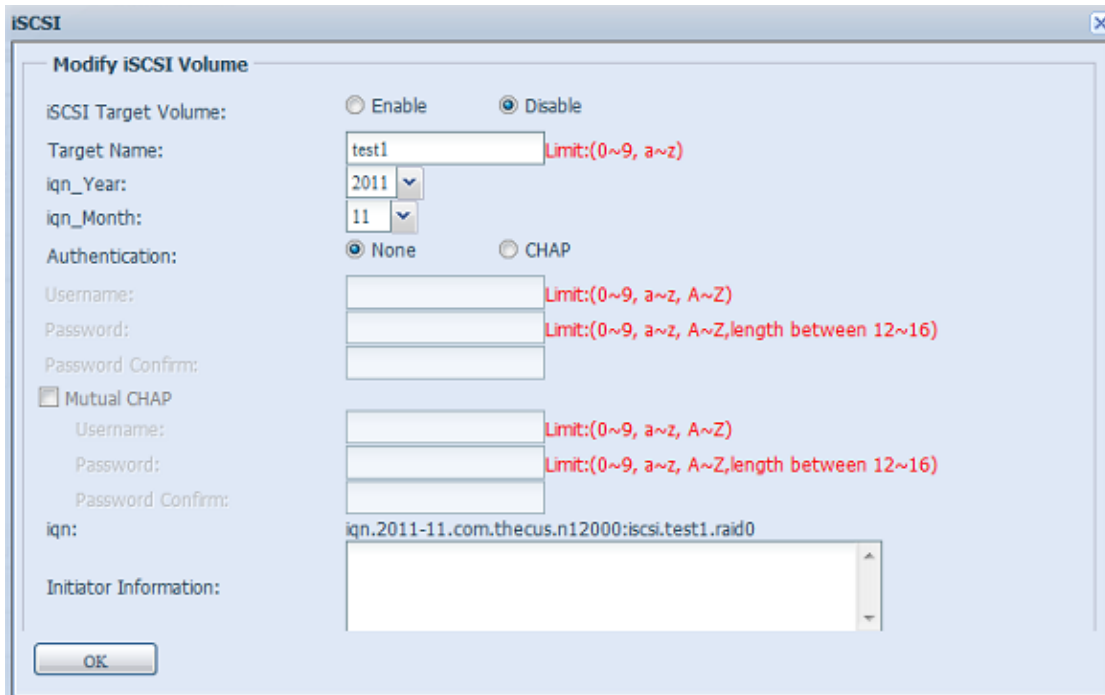 iSCSI
Modify iSCSI Volume
iSCSI Target Volume: Enable Disable
Target Name: test1 Limit:(0~9, a~z)
iqn_Year: 2011
iqn_Month: 11
Authentication: None CHAP
Username: Limit:(0~9, a~z, A~Z)
Password: Limit:(0~9, a~z, A~Z,length between 12~16)
Password Confirm:
Mutual CHAP
Username: Limit:(0~9, a~z, A~Z)
Password: Limit:(0~9, a~z, A~Z,length between 12~16)
Password Confirm:
iqn: iqn.2011-11.com.thecus.n12000:iscsi.test1.raid0
Initiator Information:
OK